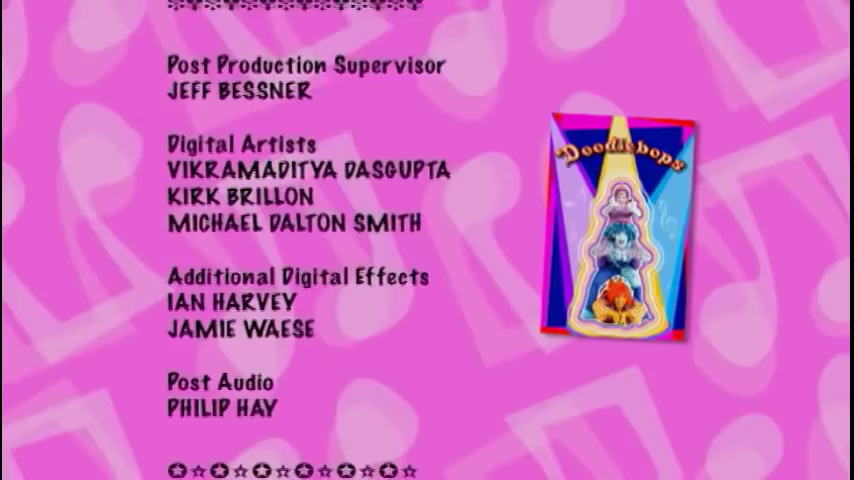 Post Production Supervisor
JEFF BESSNER
Digital Artists
VIKRAMADITYA DASGUPTA
KIRK BRILLON
MICHAEL DALTON SMITH
Additional Digital Effects
IAN HARVEY
JAMIE WAESE
Post Audio
PHILIP HAY
Doodlebops